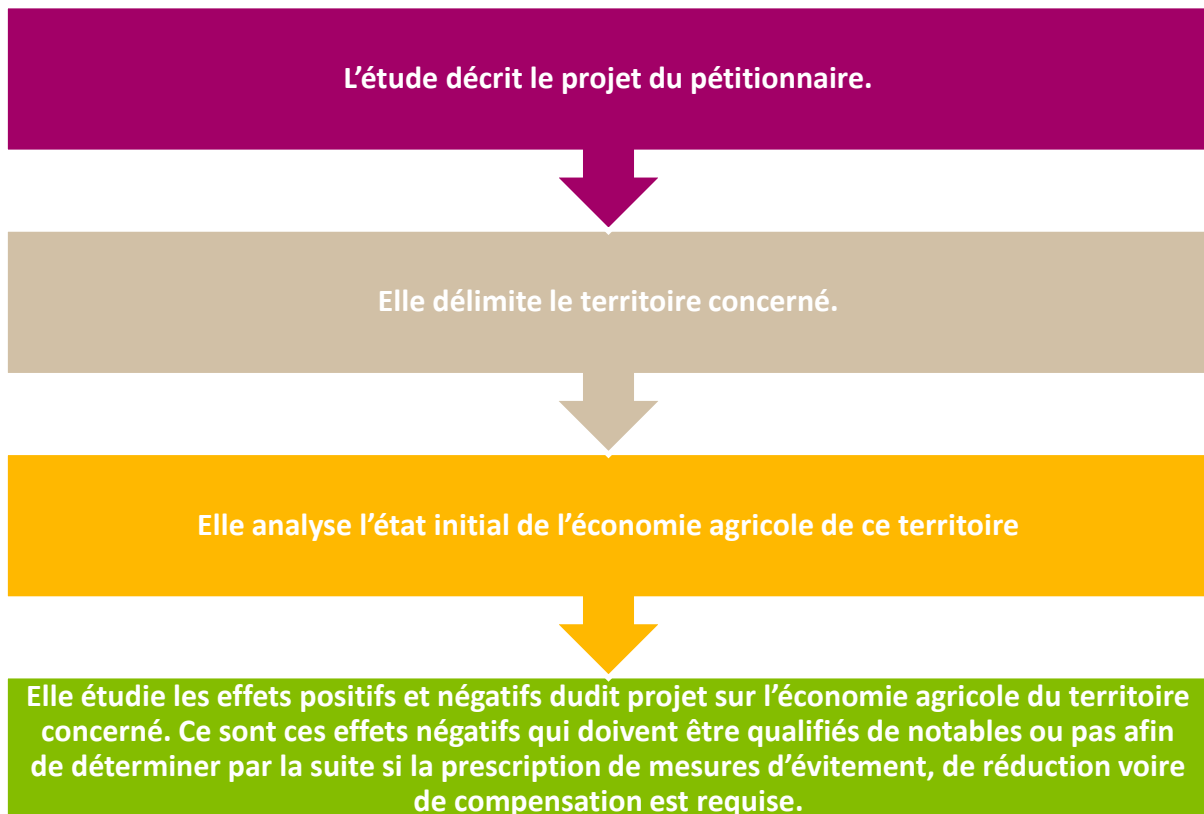 L’étude décrit le projet du pétitionnaire.
Elle délimite le territoire concerné.
Elle analyse l’état initial de l’économie agricole de ce territoire
Elle étudie les effets positifs et négatifs dudit projet sur l’économie agricole du territoire
concerné. Ce sont ces effets négatifs qui doivent être qualifiés de notables ou pas afin
de déterminer par la suite si la prescription de mesures d’évitement, de réduction voire
de compensation est requise.